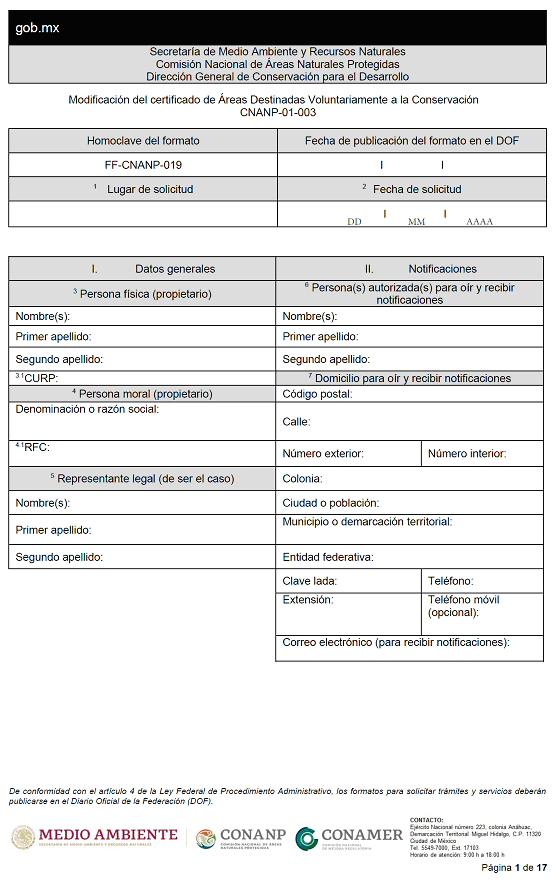 gob.mx
Secretaría de Medio Ambiente y Recursos Naturales
Comisión Nacional de Áreas Naturales Protegidas
Dirección General de Conservación para el Desarrollo
Modificación del certificado de Áreas Destinadas Voluntariamente a la Conservación
CNANP-01-003
Homoclave del formato
Fecha de publicación del formato en el DOF
FF-CNANP-019
| |
1 Lugar de solicitud
2 Fecha de solicitud
| |
DD MM AAAA
I. Datos generales
II. Notificaciones
3 Persona física (propietario)
6 Persona(s) autorizada(s) para oír y recibir
notificaciones
Nombre(s):
Nombre(s):
Primer apellido:
Primer apellido:
Segundo apellido:
Segundo apellido:
3.1CURP:
7 Domicilio para oír y recibir notificaciones
4 Persona moral (propietario)
Código postal:
Denominación o razón social:
Calle:
4.1RFC:
Número exterior:
Número interior:
5 Representante legal (de ser el caso)
Colonia:
Nombre(s):
Ciudad o población:
Primer apellido:
Municipio o demarcación territorial:
Segundo apellido:
Entidad federativa:
Clave lada:
Teléfono:
Extensión:
Teléfono móvil
(opcional):
Correo electrónico (para recibir notificaciones):
De conformidad con el artículo 4 de la Ley Federal de Procedimiento Administrativo, los formatos para solicitar trámites y servicios deberán
publicarse en el Diario Oficial de la Federación (DOF).
MEDIO AMBIENTE
SECRETARÍA DE MEDIO AMBIENTE Y RECURSOS NATURALES
CONANP
COMISIÓN NACIONAL DE ÁREAS
NATURALES PROTEGIDAS
CONAMER
COMISIÓN NACIONAL
DE MEJORA REGULATORIA
CONTACTO:
Ejército Nacional número 223, colonia Anáhuac,
Demarcación Territorial Miguel Hidalgo, C.P. 11320
Ciudad de México
Tel. 5549-7000, Ext. 17103
Horario de atención: 9:00 h a 18:00 h
Página 1 de 17